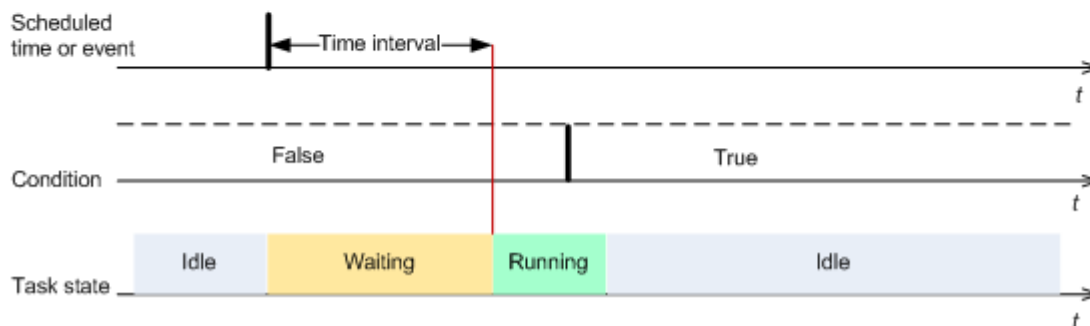 Scheduled
time or event
Time interval
t
False
True
Condition
t
Idle
Waiting
Running
Idle
Task state
t